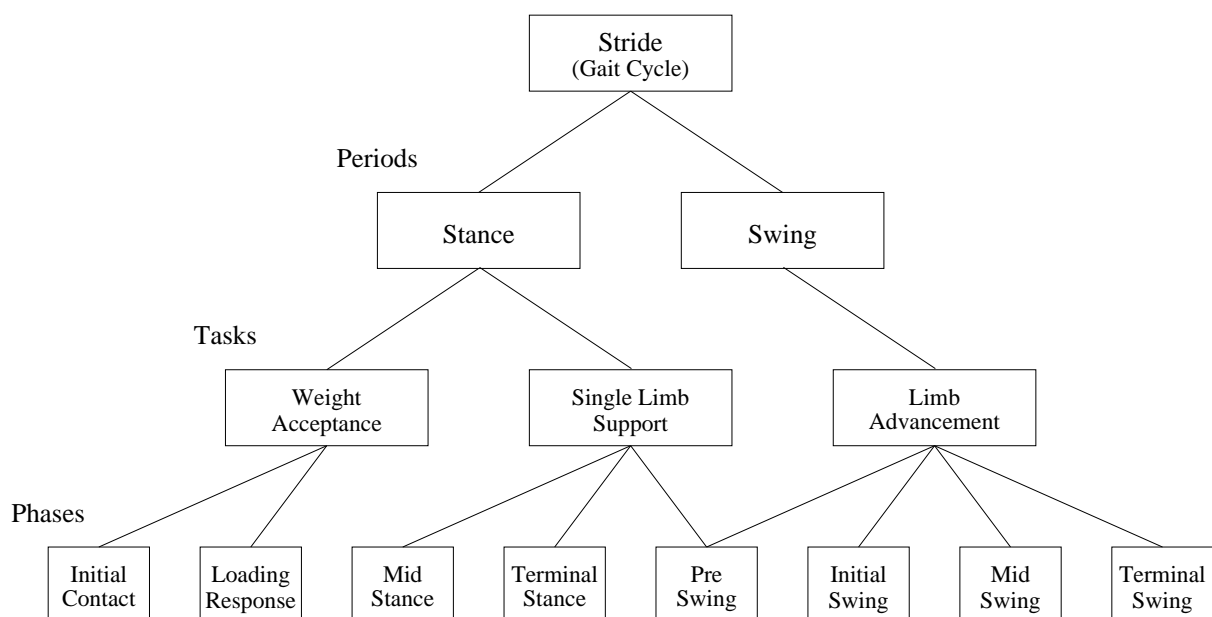 Stride
(Gait Cycle)
Periods
Stance
Swing
Tasks
Weight
Acceptance
Single Limb
Support
Limb
Advancement
Phases
Initial
Contact
Loading
Response
Mid
Stance
Terminal
Stance
Pre
Swing
Initial
Swing
Mid
Swing
Terminal
Swing